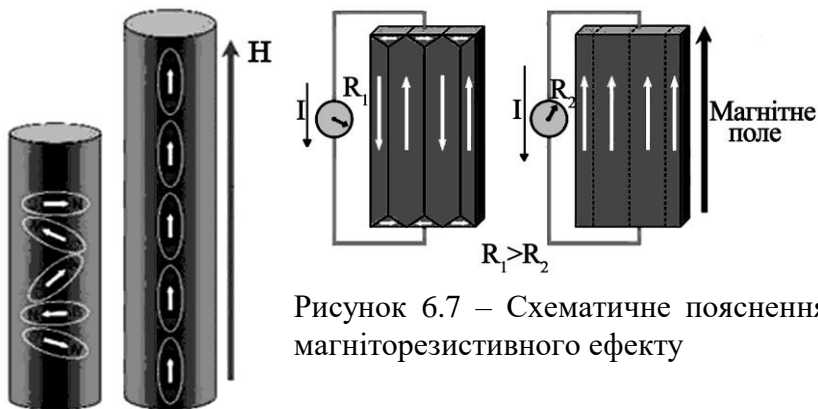 H
I
R1
I
R2
Магнітне
поле
R1>R2
Рисунок 6.7 – Схематичне пояснення
магніторезистивного ефекту